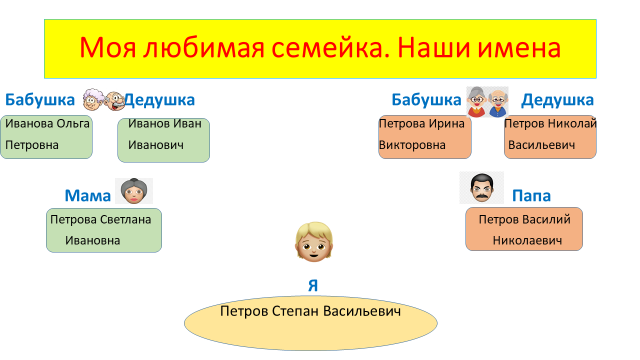 Моя любимая семейка. Наши имена
Бабушка
Дедушка
Иванова Ольга
Петровна
Иванов Иван
Иванович
Бабушка
Дедушка
Петрова Ирина
Викторовна
Петров Николай
Васильевич
Мама
Петрова Светлана
Ивановна
Папа
Петров Василий
Николаевич
Я
Петров Степан Васильевич